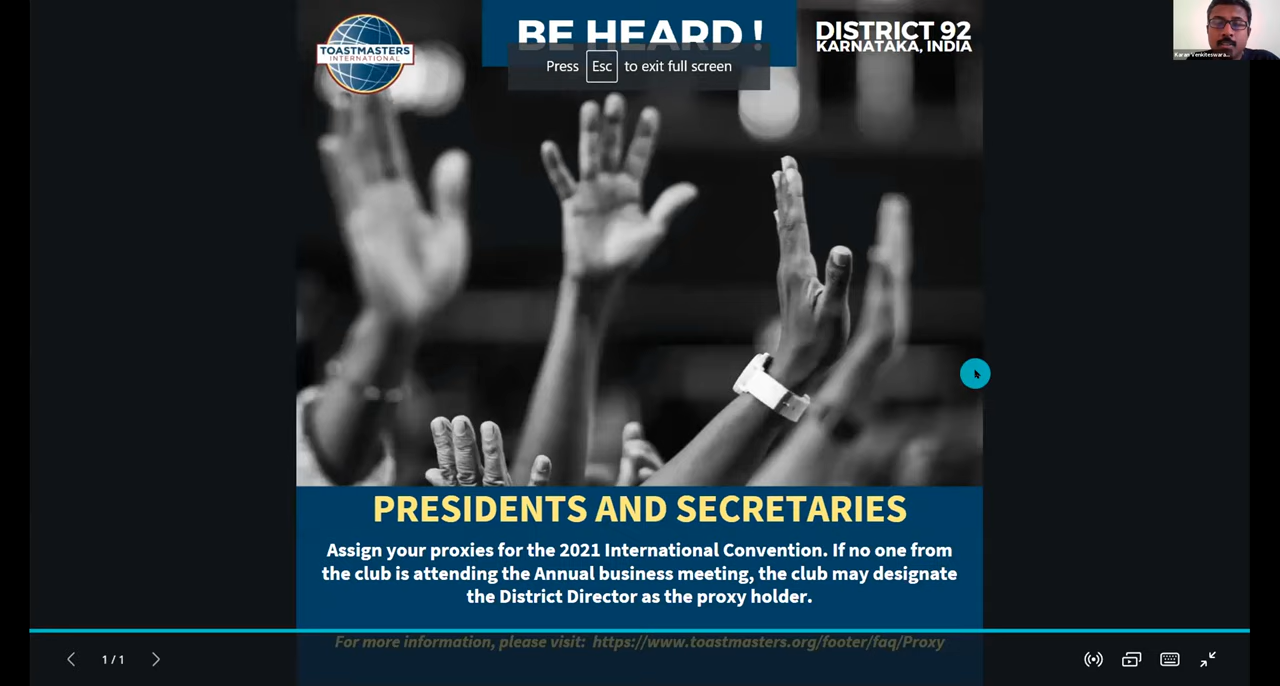 BE HEARD!
DISTRICT 92
KARNATAKA, INDIA
TOASTMASTERS
INTERNATIONAL
Press Esc to exit full screen
Karan Venkiteswara...
PRESIDENTS AND SECRETARIES
Assign your proxies for the 2021 International Convention. If no one from
the club is attending the Annual business meeting, the club may designate
the District Director as the proxy holder.
For more information, please visit: https://www.toastmasters.org/footer/faq/Proxy
1 / 1